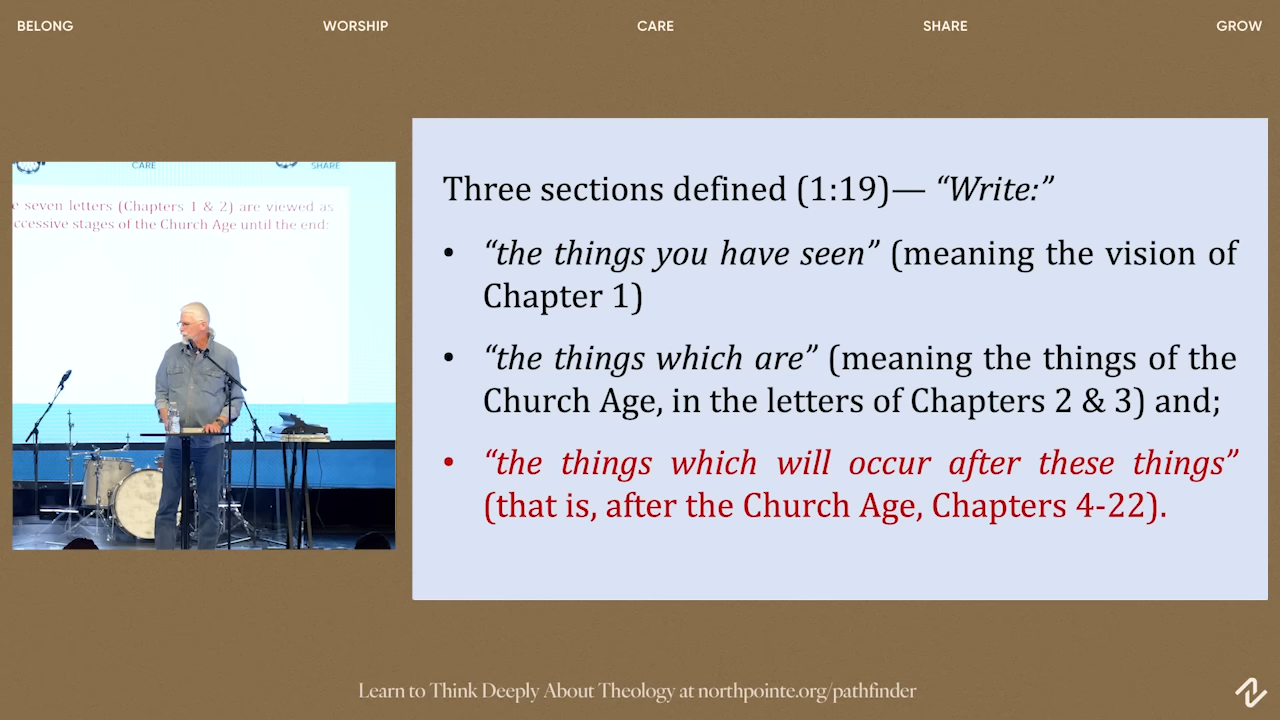 BELONG WORSHIP CARE SHARE GROW
CARE SHARE
seven letters (Chapters 1 & 2) are viewed as
stages of the Church Age until the end:
Three sections defined (1:19)— “Write:”
• “the things you have seen” (meaning the vision of
Chapter 1)
• “the things which are” (meaning the things of the
Church Age, in the letters of Chapters 2 & 3) and;
• “the things which will occur after these things”
(that is, after the Church Age, Chapters 4-22).
Learn to Think Deeply About Theology at northpointe.org/pathfinder